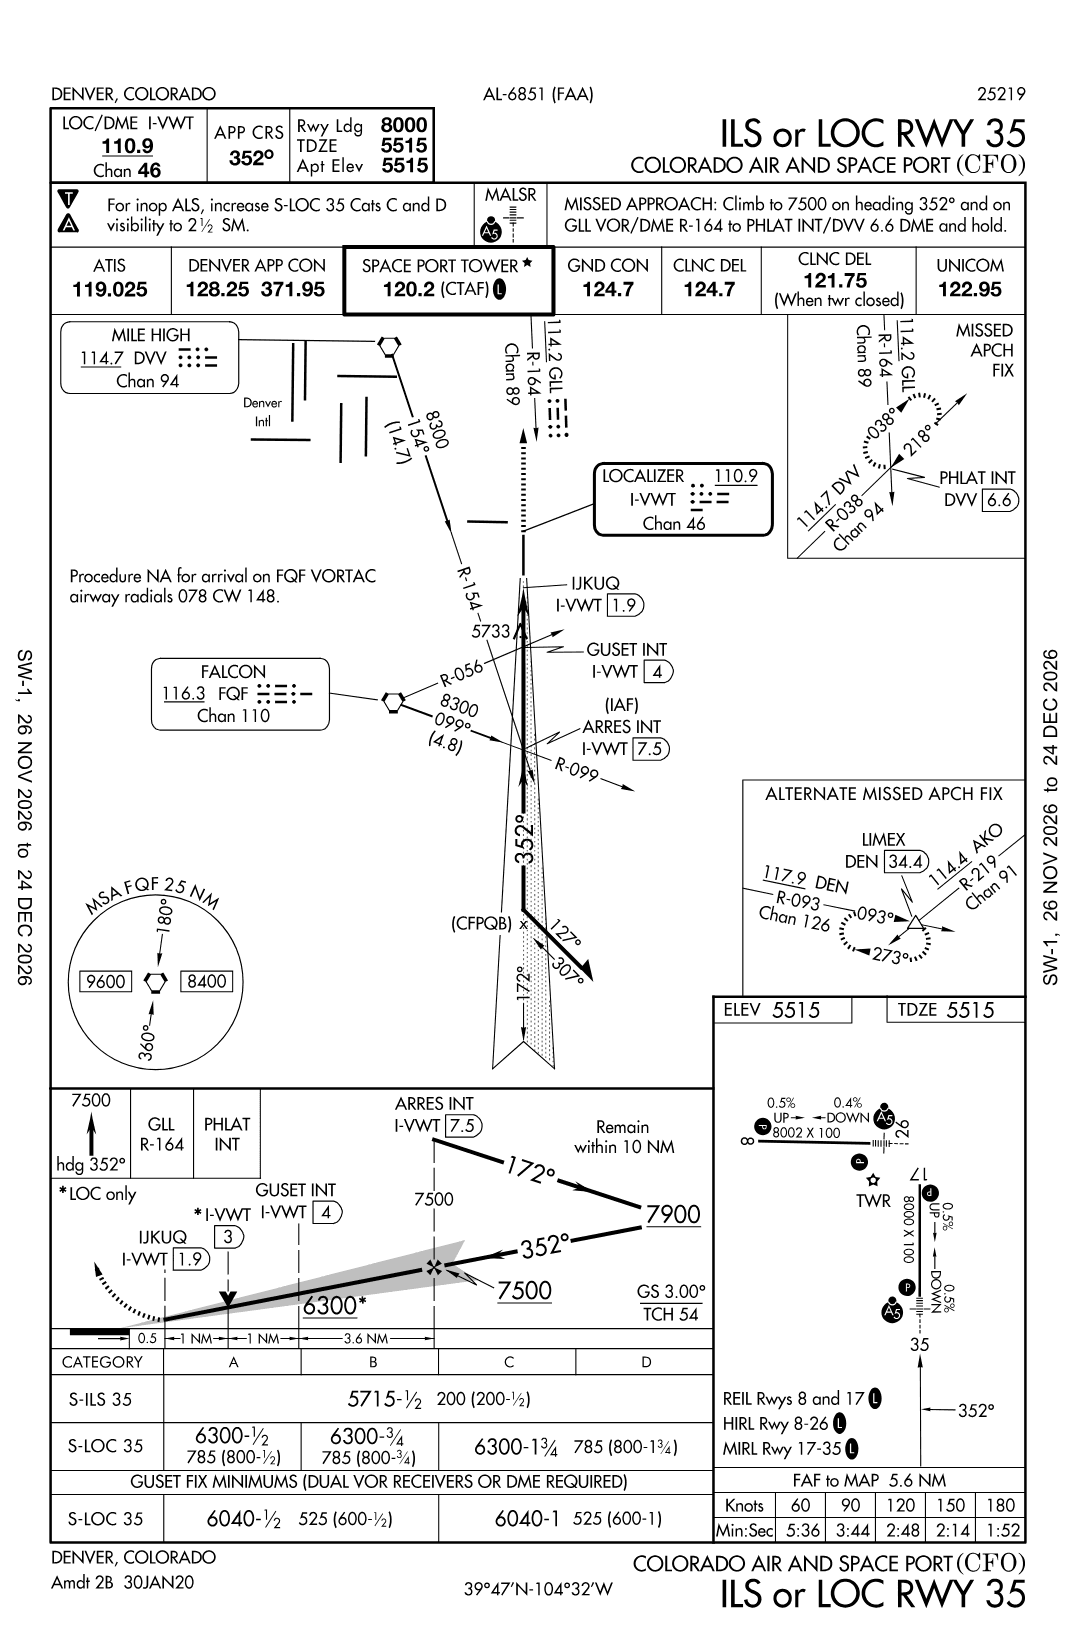 DENVER, COLORADO
AL-6851 (FAA)
25219
LOC/DME I-VWT
110.9
Chan 46
APP CRS
352°
Rwy Ldg 8000
TDZE 5515
Apt Elev 5515
ILS or LOC RWY 35
COLORADO AIR AND SPACE PORT (CFO)
T
A
For inop ALS, increase S-LOC 35 Cats C and D
visibility to 2½ SM.
MALSR
A5
MISSED APPROACH: Climb to 7500 on heading 352° and on
GLL VOR/DME R-164 to PHLAT INT/DVV 6.6 DME and hold.
ATIS
119.025
DENVER APP CON
128.25 371.95
SPACE PORT TOWER★
120.2 (CTAF) L
GND CON
124.7
CLNC DEL
124.7
CLNC DEL
121.75
(When twr closed)
UNICOM
122.95
MILE HIGH
114.7 DVV
Chan 94
Denver
Intl
8300
154°
(14.7)
R-154
114.2 GLL
R-164
Chan 89
LOCALIZER 110.9
I-VWT
Chan 46
114.2 GLL
R-164
Chan 89
MISSED
APCH
FIX
038°
218°
114.7 DVV
R-038
Chan 94
PHLAT INT
DVV 6.6
Procedure NA for arrival on FQF VORTAC
airway radials 078 CW 148.
IJKUQ
I-VWT 1.9
5733
GUSET INT
I-VWT 4
(IAF)
ARRES INT
I-VWT 7.5
FALCON
116.3 FQF
Chan 110
R-056
8300
099°
(4.8)
R-099
352°
(CFPQB) x
127°
307°
172°
MSA FQF 25 NM
180°
9600
8400
360°
ALTERNATE MISSED APCH FIX
LIMEX
DEN 34.4
117.9 DEN
R-093
Chan 126
093°
273°
114.4 AKO
R-219
Chan 91
SW-1, 26 NOV 2026 to 24 DEC 2026
SW-1, 26 NOV 2026 to 24 DEC 2026
ELEV 5515
TDZE 5515
0.5%
UP
0.4%
DOWN
8002 X 100
8
26
P
A5
P
TWR
17
P
0.5%
UP
8000 X 100
0.5%
DOWN
P
A5
35
352°
REIL Rwys 8 and 17 L
HIRL Rwy 8-26 L
MIRL Rwy 17-35 L
FAF to MAP 5.6 NM
Knots 60 90 120 150 180
Min:Sec 5:36 3:44 2:48 2:14 1:52
7500
hdg 352°
GLL
R-164
PHLAT
INT
*LOC only
IJKUQ
I-VWT 1.9
*I-VWT
3
GUSET INT
I-VWT 4
ARRES INT
I-VWT 7.5
Remain
within 10 NM
172°
7500
7900
352°
7500
6300*
GS 3.00°
TCH 54
0.5
1 NM
1 NM
3.6 NM
CATEGORY A B C D
S-ILS 35 5715-½ 200 (200-½)
S-LOC 35
6300-½
785 (800-½)
6300-¾
785 (800-¾)
6300-1¾ 785 (800-1¾)
GUSET FIX MINIMUMS (DUAL VOR RECEIVERS OR DME REQUIRED)
S-LOC 35 6040-½ 525 (600-½) 6040-1 525 (600-1)
DENVER, COLORADO
Amdt 2B 30JAN20
39°47'N-104°32'W
COLORADO AIR AND SPACE PORT (CFO)
ILS or LOC RWY 35